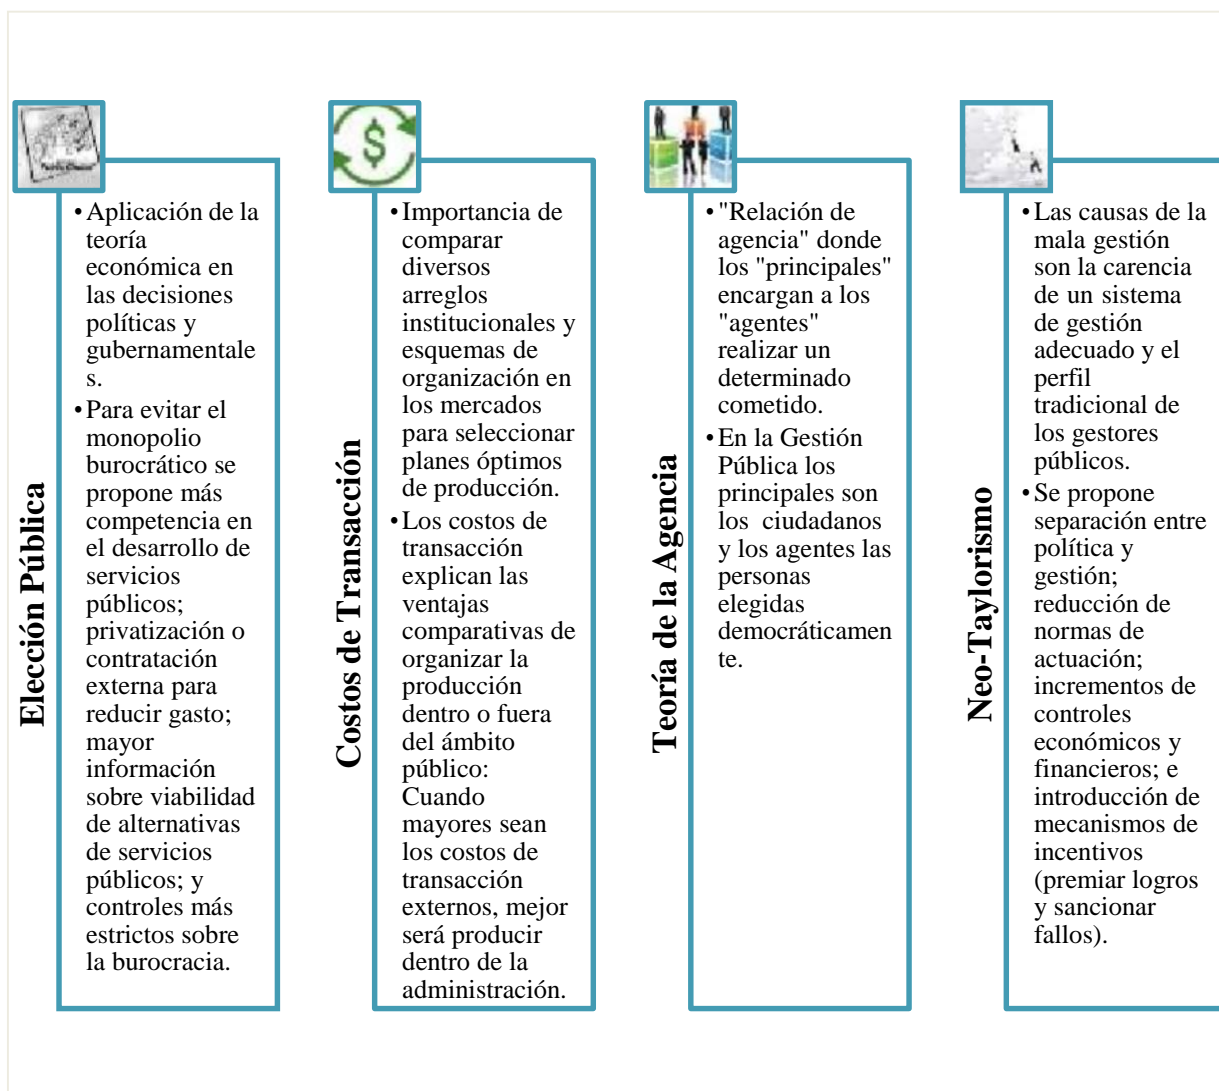 Elección Pública
•Aplicación de la
teoría
económica en
las decisiones
políticas y
gubernamentale
s.
•Para evitar el
monopolio
burocrático se
propone más
competencia en
el desarrollo de
servicios
públicos;
privatización o
contratación
externa para
reducir gasto;
mayor
información
sobre viabilidad
de alternativas
de servicios
públicos; y
controles más
estrictos sobre
la burocracia.
Costos de Transacción
•Importancia de
comparar
diversos
arreglos
institucionales y
esquemas de
organización en
los mercados
para seleccionar
planes óptimos
de producción.
•Los costos de
transacción
explican las
ventajas
comparativas de
organizar la
producción
dentro o fuera
del ámbito
público:
Cuando
mayores sean
los costos de
transacción
externos, mejor
será producir
dentro de la
administración.
Teoría de la Agencia
•"Relación de
agencia" donde
los "principales"
encargan a los
"agentes"
realizar un
determinado
cometido.
•En la Gestión
Pública los
principales son
los ciudadanos
y los agentes las
personas
elegidas
democráticamen
te.
Neo-Taylorismo
•Las causas de la
mala gestión
son la carencia
de un sistema
de gestión
adecuado y el
perfil
tradicional de
los gestores
públicos.
•Se propone
separación entre
política y
gestión;
reducción de
normas de
actuación;
incrementos de
controles
económicos y
financieros; e
introducción de
mecanismos de
incentivos
(premiar logros
y sancionar
fallos).